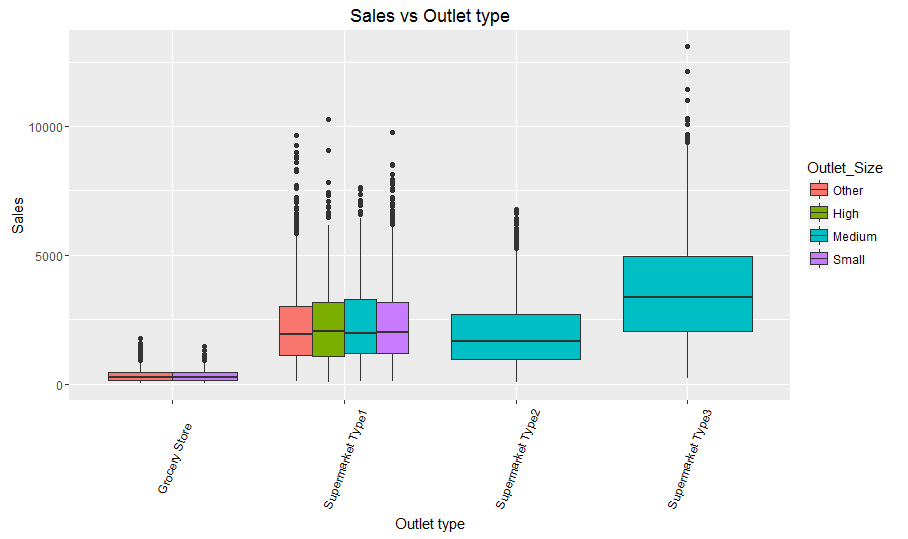 Sales vs Outlet type
Sales
10000
5000
0
Grocery Store
Supermarket Type1
Supermarket Type2
Supermarket Type3
Outlet type
Outlet_Size
Other
High
Medium
Small